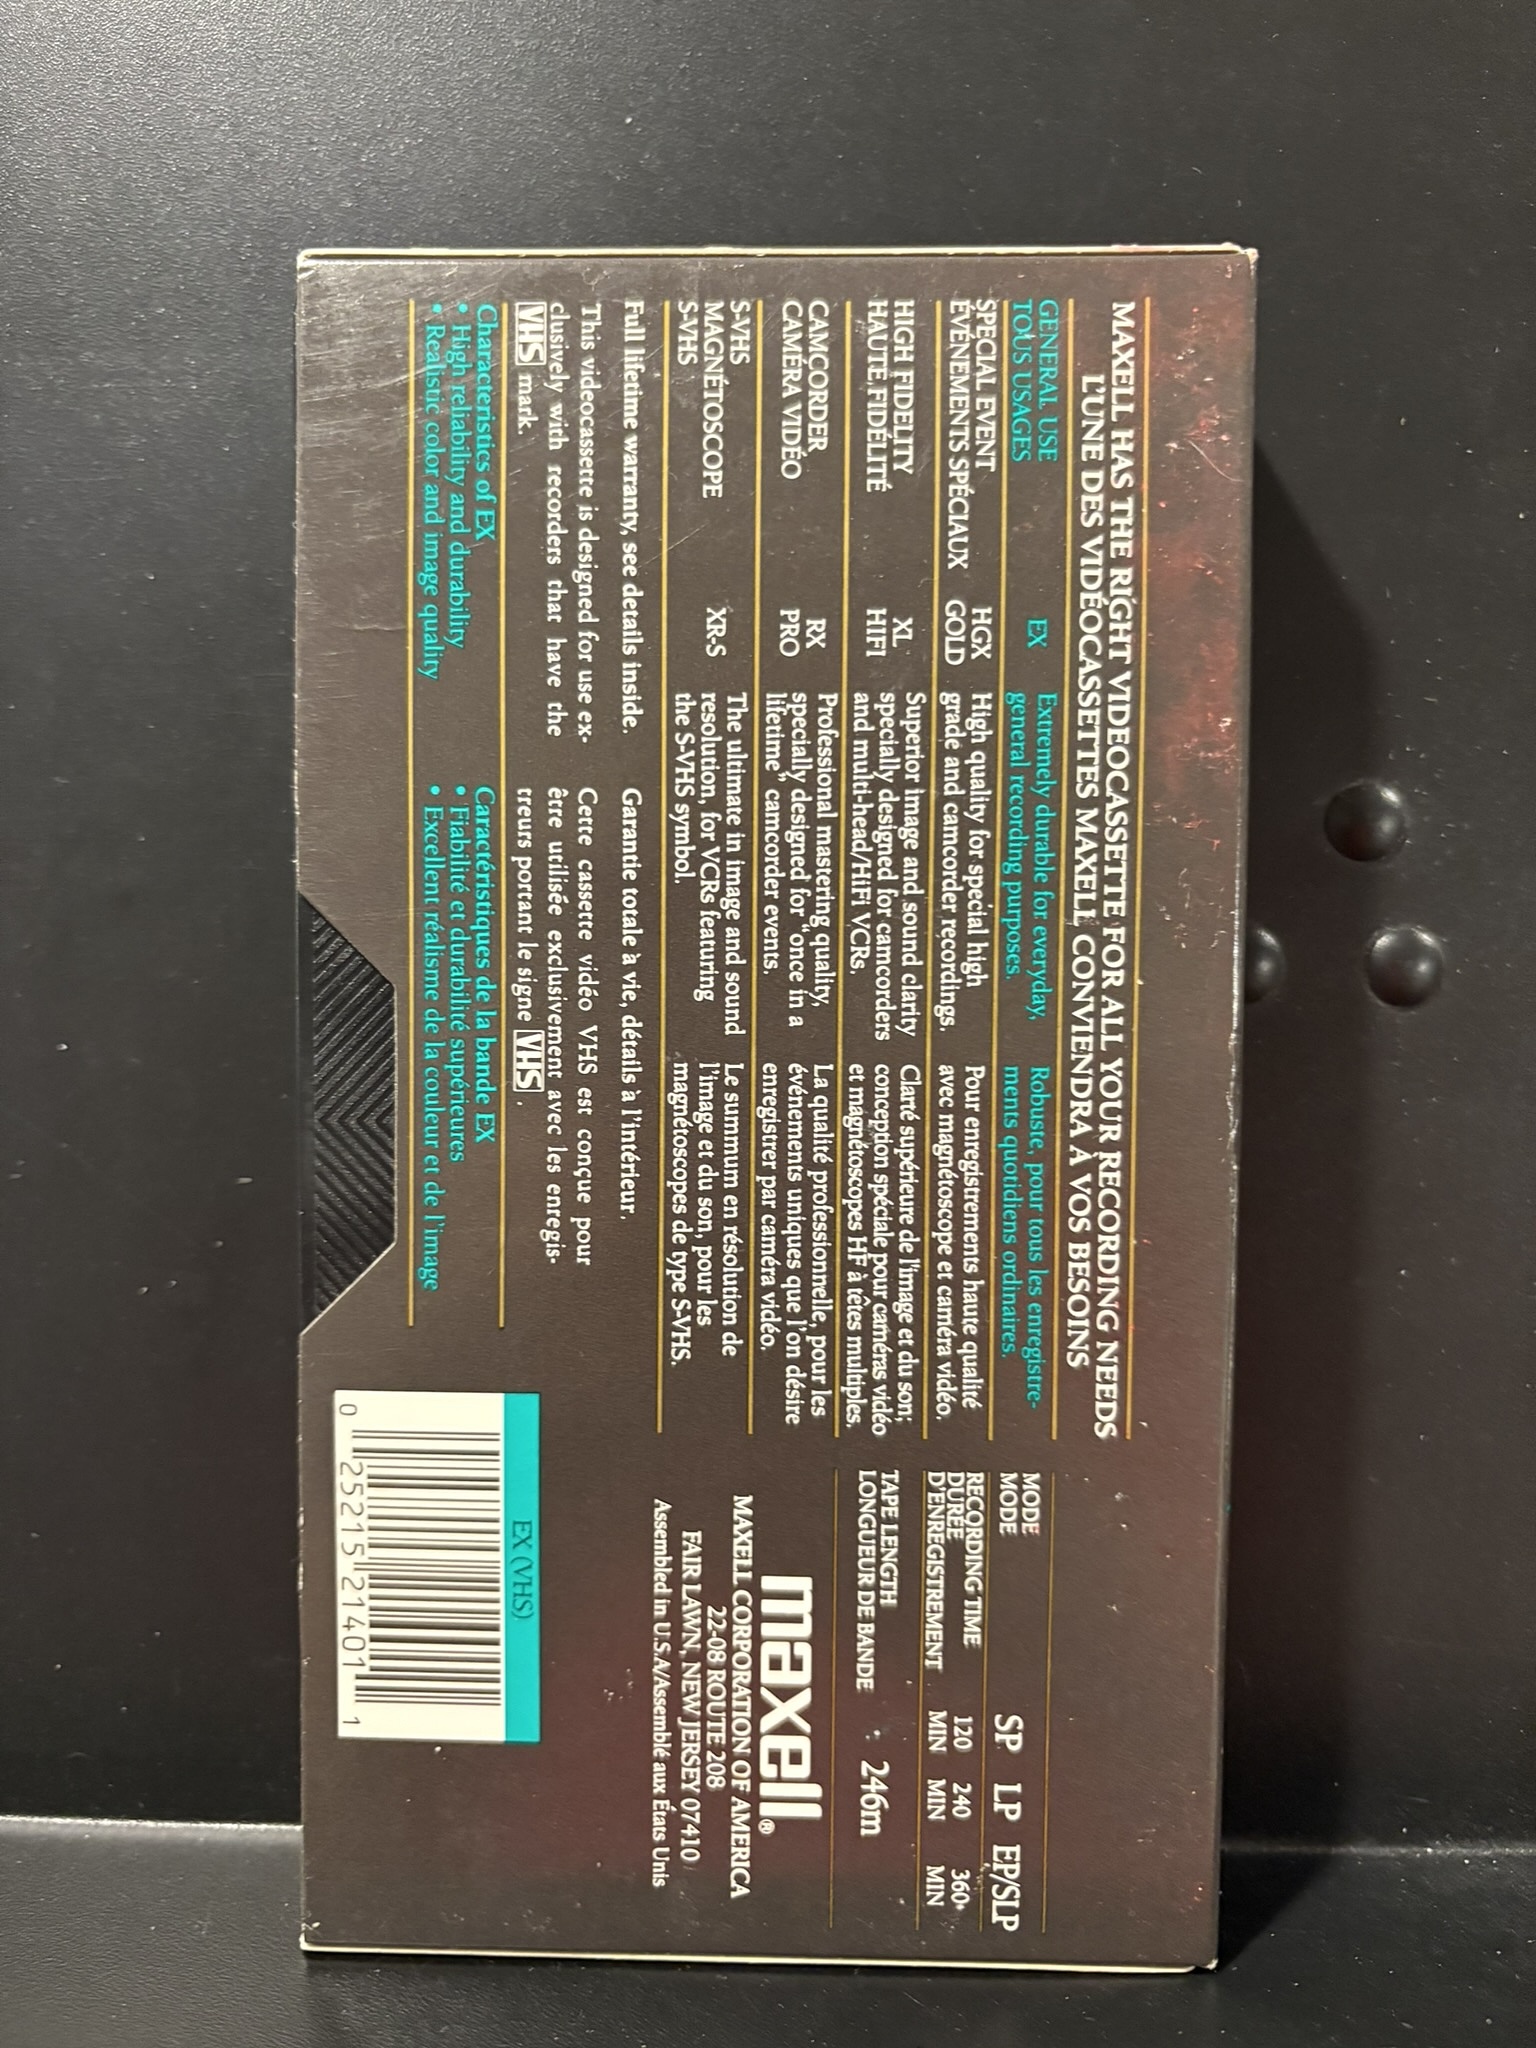 MAXELL HAS THE RIGHT VIDEOCASSETTE FOR ALL YOUR RECORDING NEEDS
L'UNE DES VIDÉOCASSETTES MAXELL CONVIENDRA À VOS BESOINS
GENERAL USE
TOUS USAGES
EX
Extremely durable for everyday,
general recording purposes.
Robuste, pour tous les enregistre-
ments quotidiens ordinaires.
SPECIAL EVENT
ÉVÉNEMENTS SPÉCIAUX
HGX
GOLD
High quality for special high
grade and camcorder recordings.
Pour enregistrements haute qualité
avec magnétoscope et caméra vidéo.
HIGH FIDELITY
HAUTE FIDÉLITÉ
XL
HIFI
Superior image and sound clarity
specially designed for camcorders
and multi-head/HiFi VCRs.
Clarté supérieure de l'image et du son;
conception spéciale pour caméras vidéo
et magnétoscopes HF à têtes multiples.
CAMCORDER
CAMÉRA VIDÉO
RX
PRO
Professional mastering quality,
specially designed for "once in a
lifetime" camcorder events.
La qualité professionnelle, pour les
événements uniques que l'on désire
enregistrer par caméra vidéo.
S-VHS
MAGNÉTOSCOPE
S-VHS
XR-S
The ultimate in image and sound
resolution, for VCRs featuring
the S-VHS symbol.
Le summum en résolution de
l'image et du son, pour les
magnétoscopes de type S-VHS.
Full lifetime warranty, see details inside.
This videocassette is designed for use ex-
clusively with recorders that have the
VHS mark.
Garantie totale à vie, détails à l'intérieur.
Cette cassette vidéo VHS est conçue pour
être utilisée exclusivement avec les enregis-
treurs portant le signe VHS.
Characteristics of EX
• High reliability and durability
• Realistic color and image quality
Caractéristiques de la bande EX
• Fiabilité et durabilité supérieures
• Excellent réalisme de la couleur et de l'image
MODE
MODE
SP LP EP/SLP
RECORDING TIME
DURÉE
D'ENREGISTREMENT
120 240 360
MIN MIN MIN
TAPE LENGTH
LONGUEUR DE BANDE
246m
maxell®
MAXELL CORPORATION OF AMERICA
22-08 ROUTE 208
FAIR LAWN, NEW JERSEY 07410
Assembled in U.S.A/Assemblé aux États Unis
EX (VHS)
0 25215 21401 1